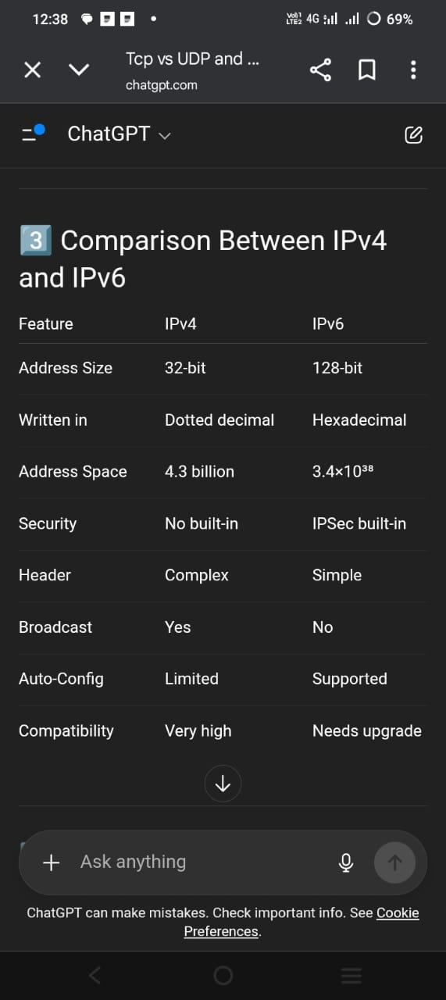 12:38 Vo)) 1 LTE2 4G 69%
Tcp vs UDP and ...
chatgpt.com
ChatGPT
3 Comparison Between IPv4
and IPv6
Feature IPv4 IPv6
Address Size 32-bit 128-bit
Written in Dotted decimal Hexadecimal
Address Space 4.3 billion 3.4×10³⁸
Security No built-in IPSec built-in
Header Complex Simple
Broadcast Yes No
Auto-Config Limited Supported
Compatibility Very high Needs upgrade
Ask anything
ChatGPT can make mistakes. Check important info. See Cookie
Preferences.